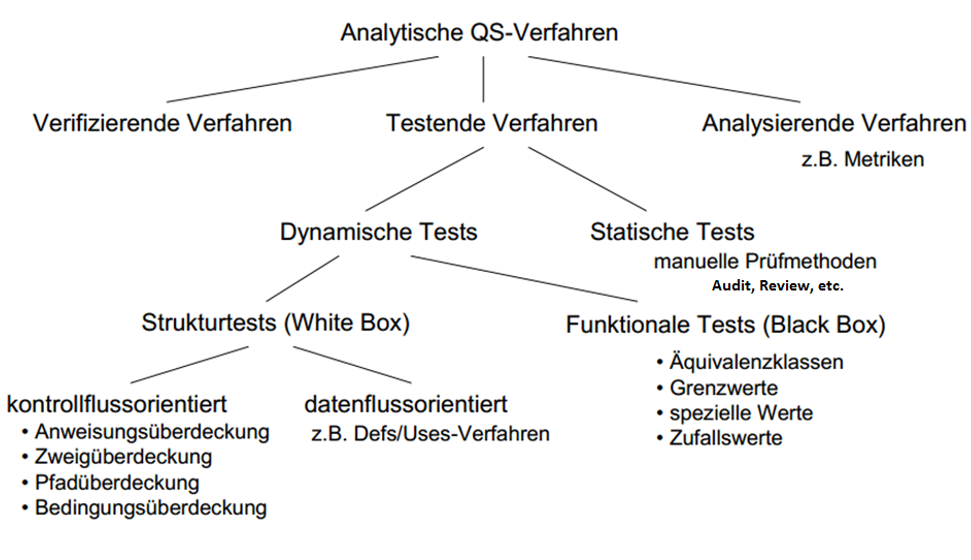 Analytische QS-Verfahren
Verifizierende Verfahren
Testende Verfahren
Analysierende Verfahren
z.B. Metriken
Dynamische Tests
Statische Tests
manuelle Prüfmethoden
Audit, Review, etc.
Strukturtests (White Box)
Funktionale Tests (Black Box)
• Äquivalenzklassen
• Grenzwerte
• spezielle Werte
• Zufallswerte
kontrollflussorientiert
• Anweisungsüberdeckung
• Zweigüberdeckung
• Pfadüberdeckung
• Bedingungsüberdeckung
datenflussorientiert
z.B. Defs/Uses-Verfahren